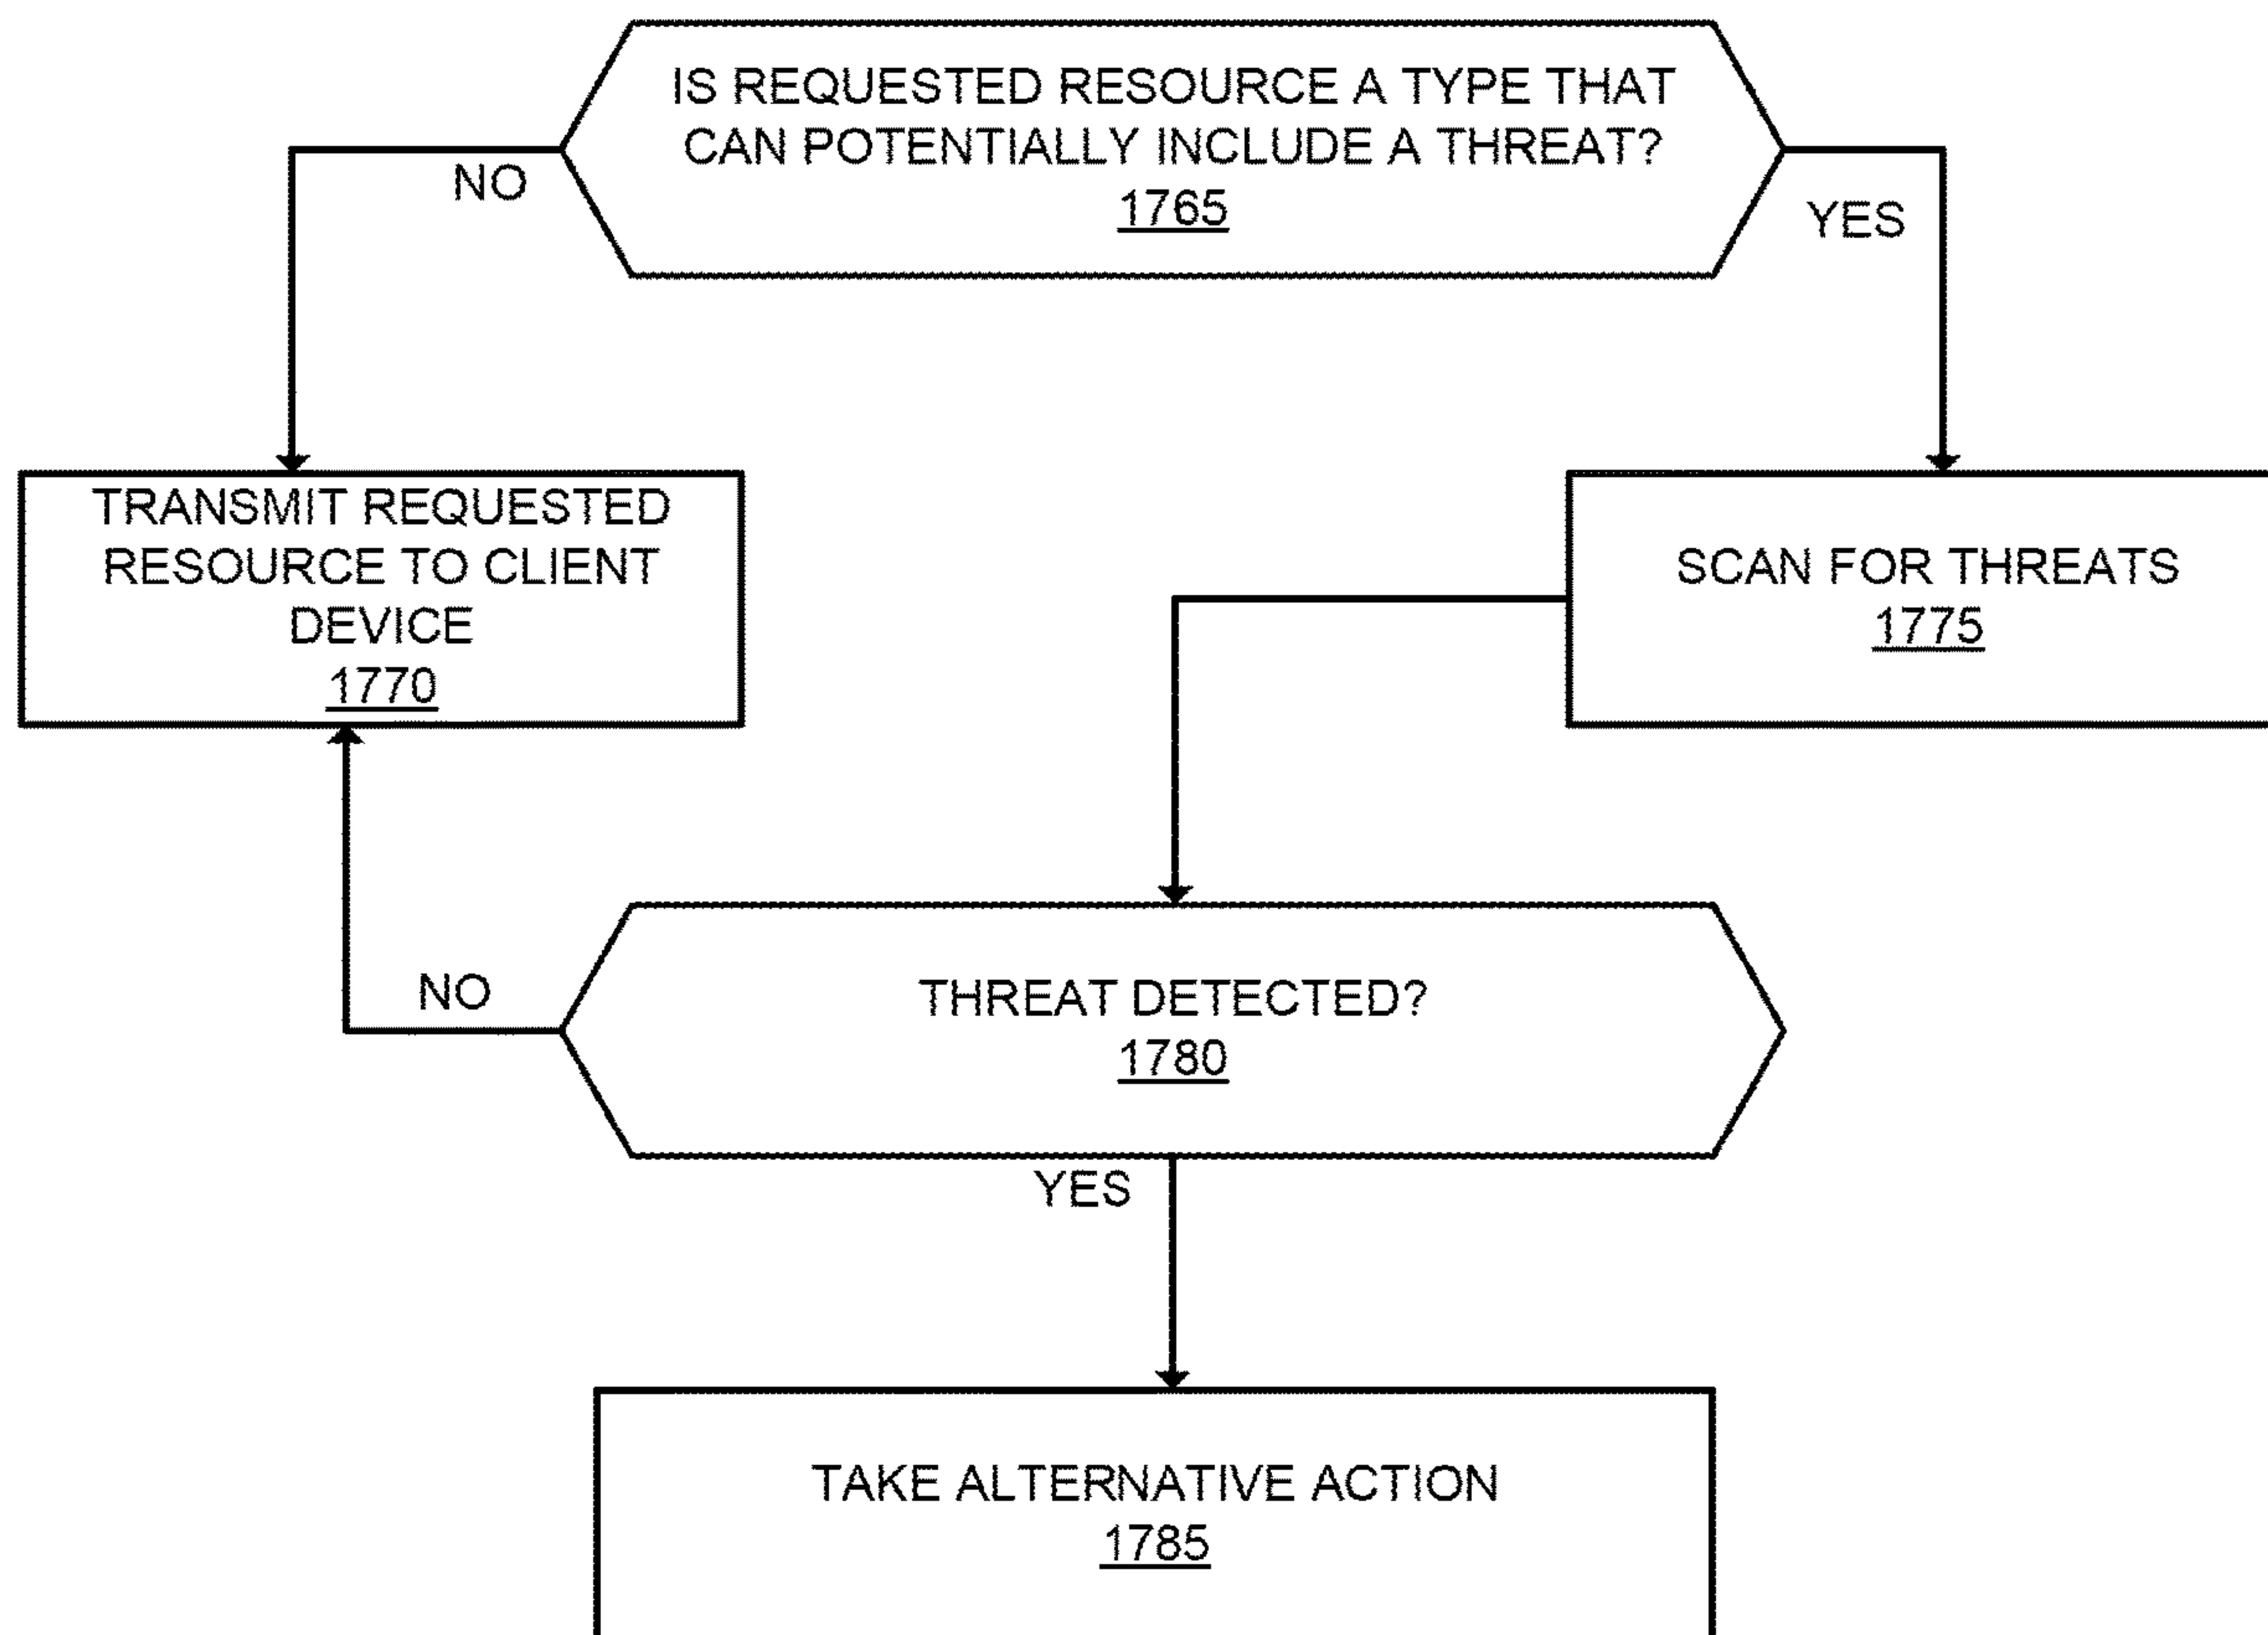 IS REQUESTED RESOURCE A TYPE THAT
CAN POTENTIALLY INCLUDE A THREAT?
1765
NO
YES
TRANSMIT REQUESTED
RESOURCE TO CLIENT
DEVICE
1770
SCAN FOR THREATS
1775
NO
THREAT DETECTED?
1780
YES
TAKE ALTERNATIVE ACTION
1785